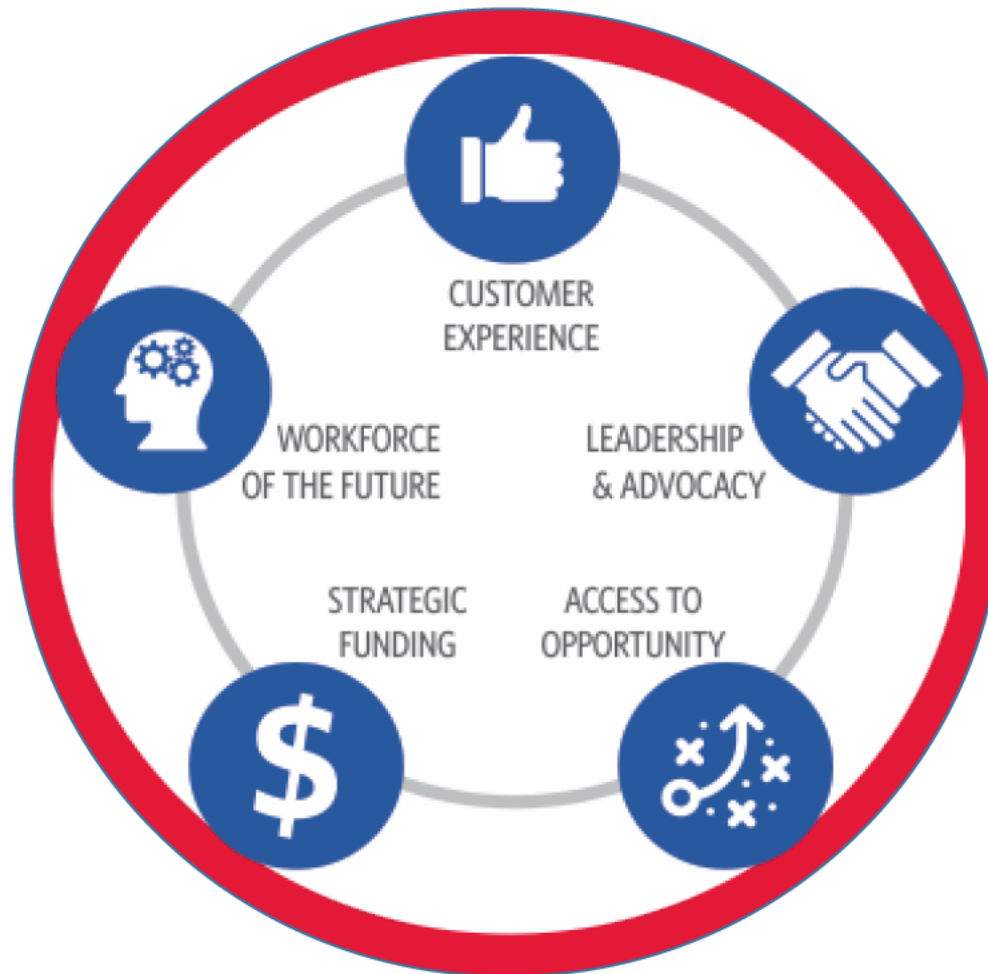 CUSTOMER
EXPERIENCE
WORKFORCE
OF THE FUTURE
LEADERSHIP
& ADVOCACY
STRATEGIC
FUNDING
ACCESS TO
OPPORTUNITY
$